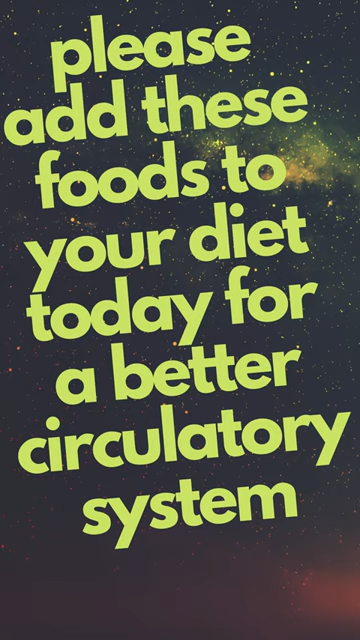 please
add these
foods to
your diet
today for
a better
circulatory
system